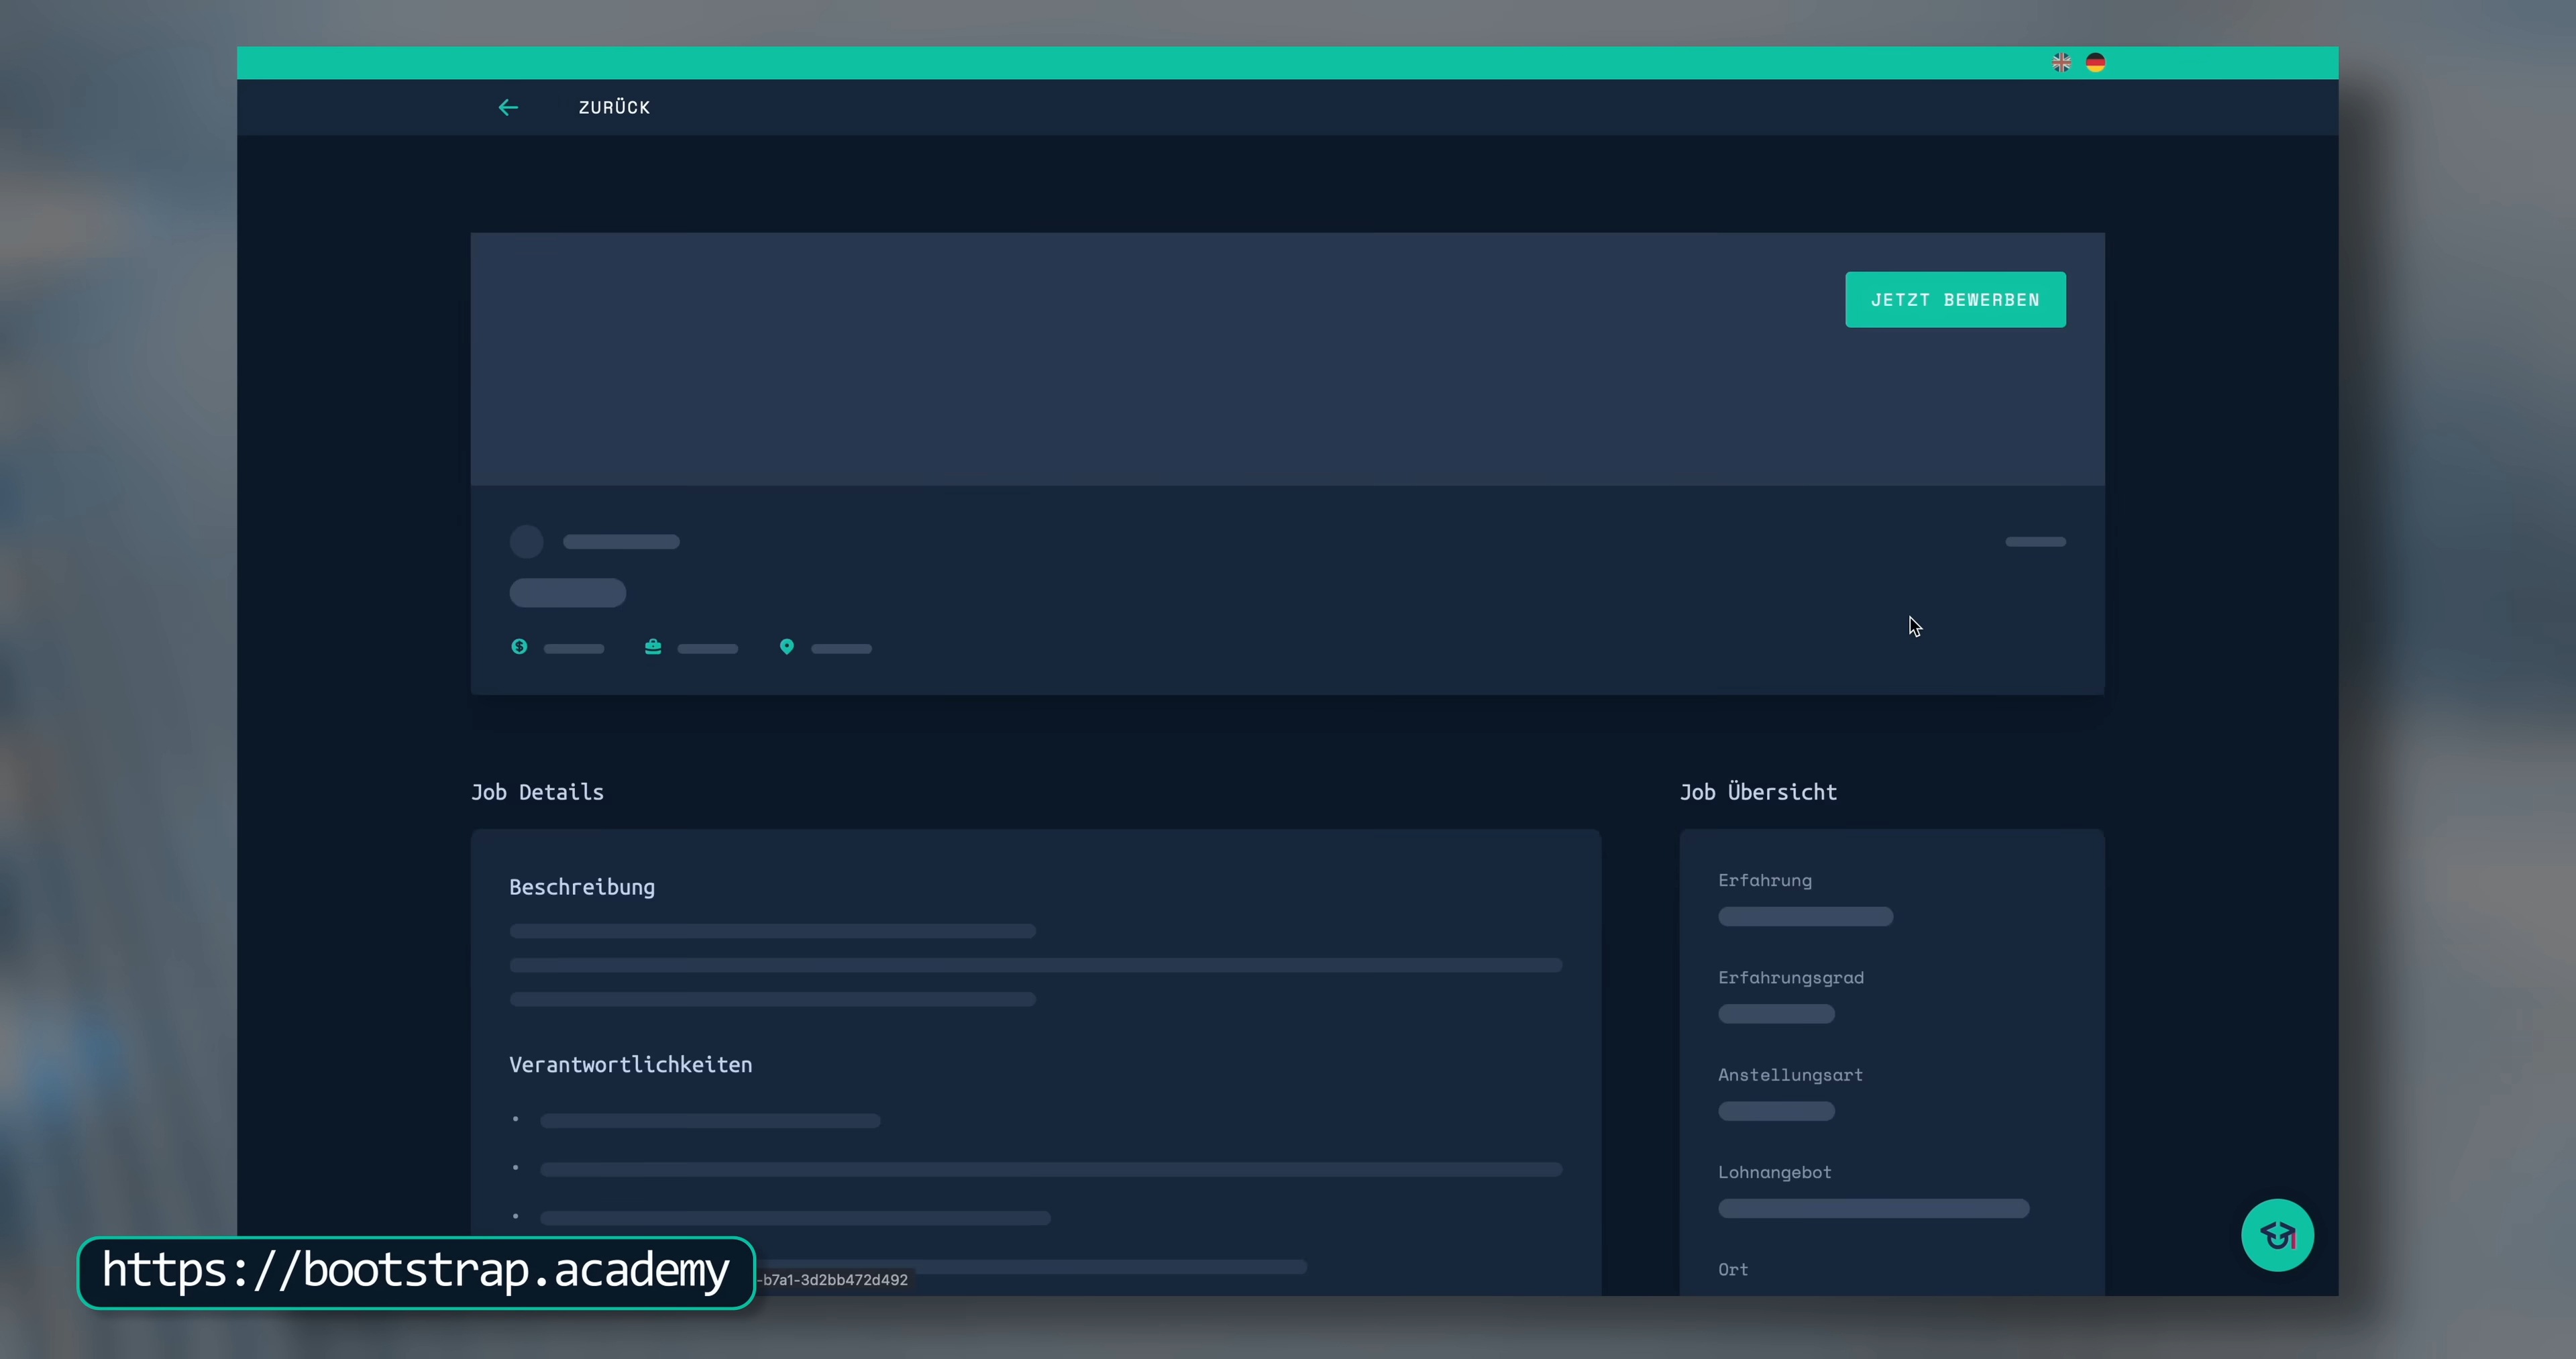 ZURÜCK
JETZT BEWERBEN
Job Details
Job Übersicht
Beschreibung
Erfahrung
Erfahrungsgrad
Verantwortlichkeiten
Anstellungsart
Lohnangebot
Ort
https://bootstrap.academy
-b7a1-3d2bb472d492